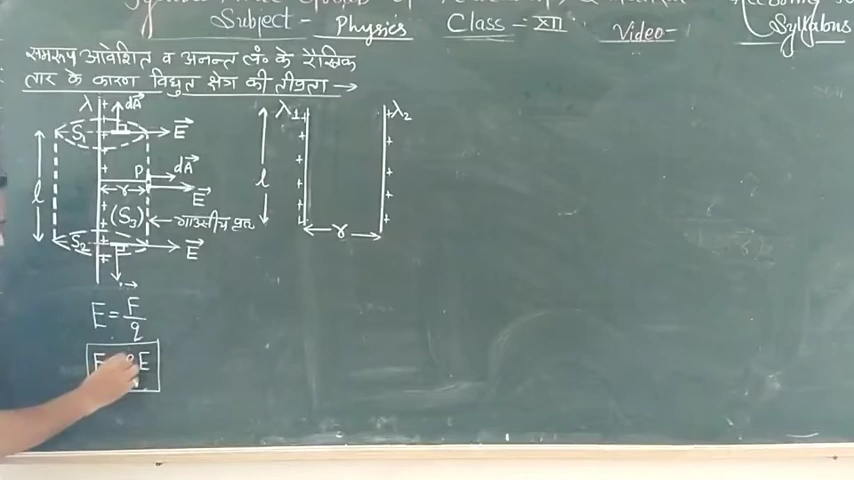 Subject- Physics Class- XII Video-
Syllabus
समरूप आवेशित व अनन्त लं० के रैखिक
तार के कारण विद्युत क्षेत्र की तीव्रता →
λ dA
S₁ E
l
P dA
r E
(S₃) ← गाउसीय पृष्ठ
S₂ E
λ₁ λ₂
l
r
E = F/q
E